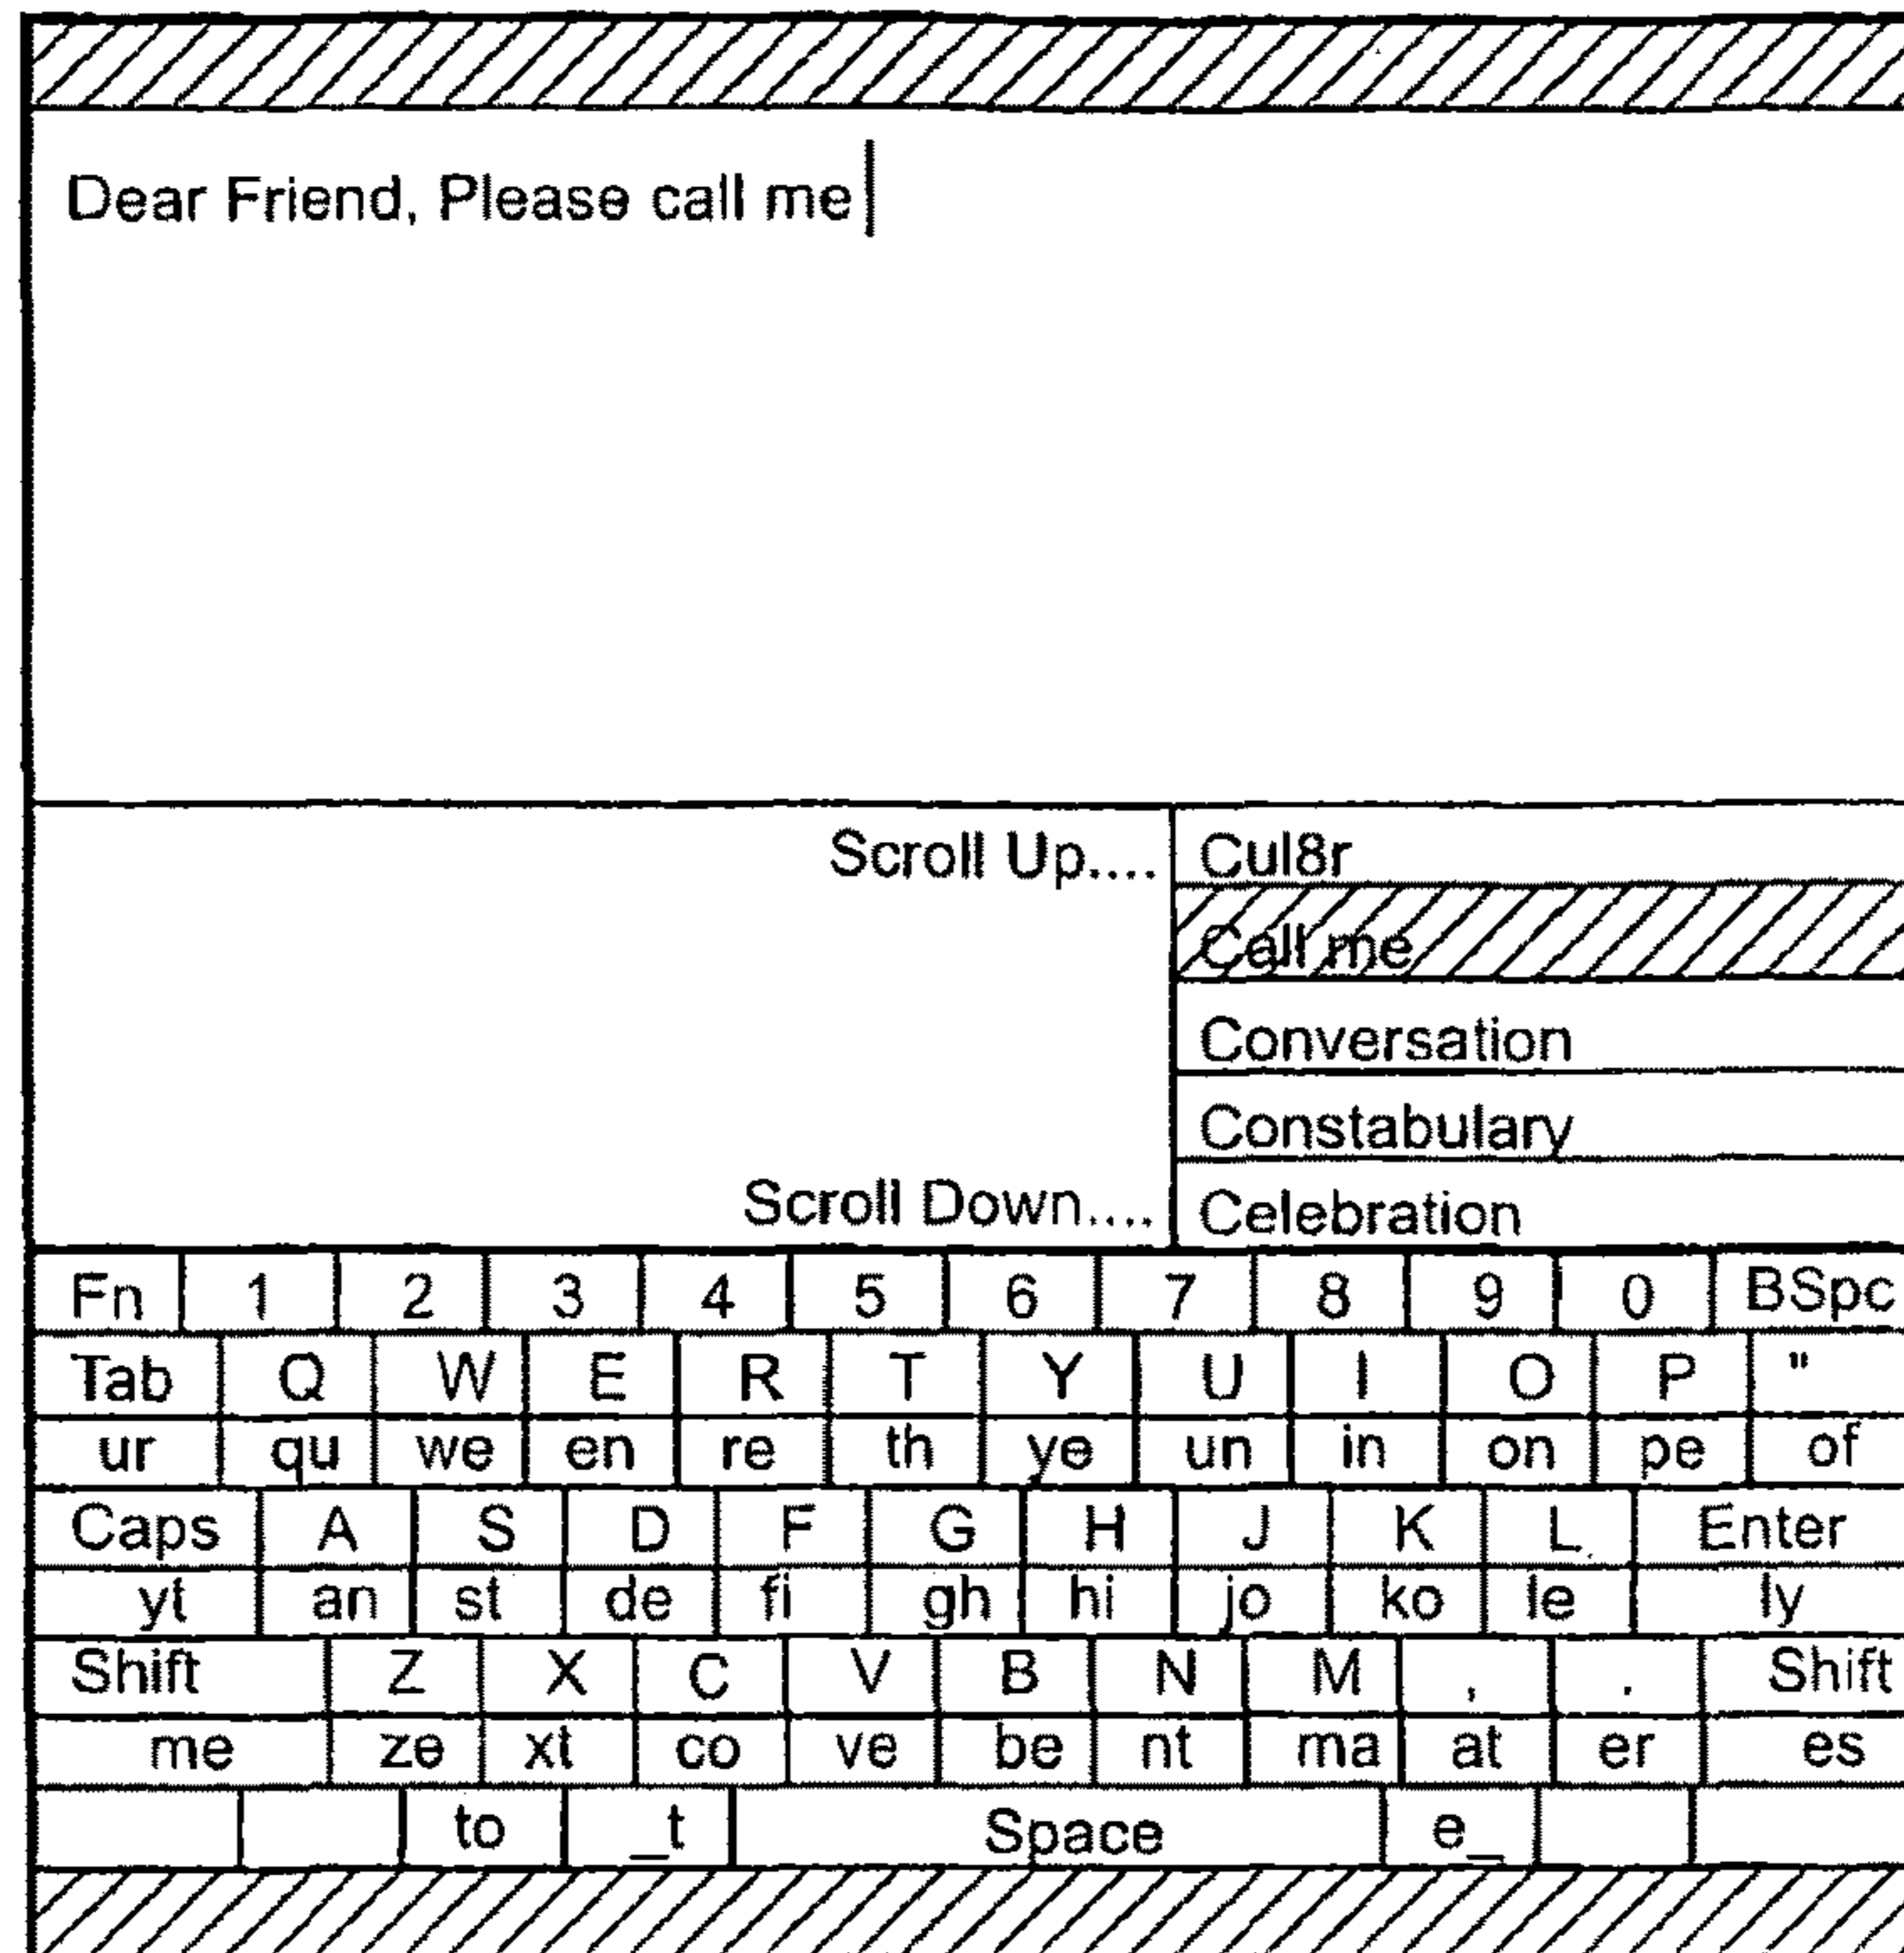 Dear Friend, Please call me
Scroll Up.... Cul8r
Call me
Conversation
Constabulary
Scroll Down.... Celebration
Fn 1 2 3 4 5 6 7 8 9 0 BSpc
Tab Q W E R T Y U I O P "
ur qu we en re th ye un in on pe of
Caps A S D F G H J K L Enter
yt an st de fi gh hi jo ko le ly
Shift Z X C V B N M , . Shift
me ze xt co ve be nt ma at er es
to _t Space e_